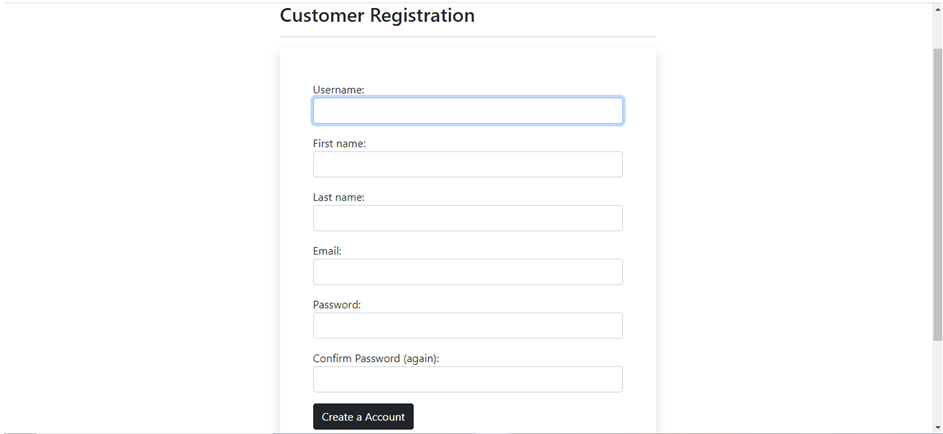 Customer Registration
Username:
First name:
Last name:
Email:
Password:
Confirm Password (again):
Create a Account